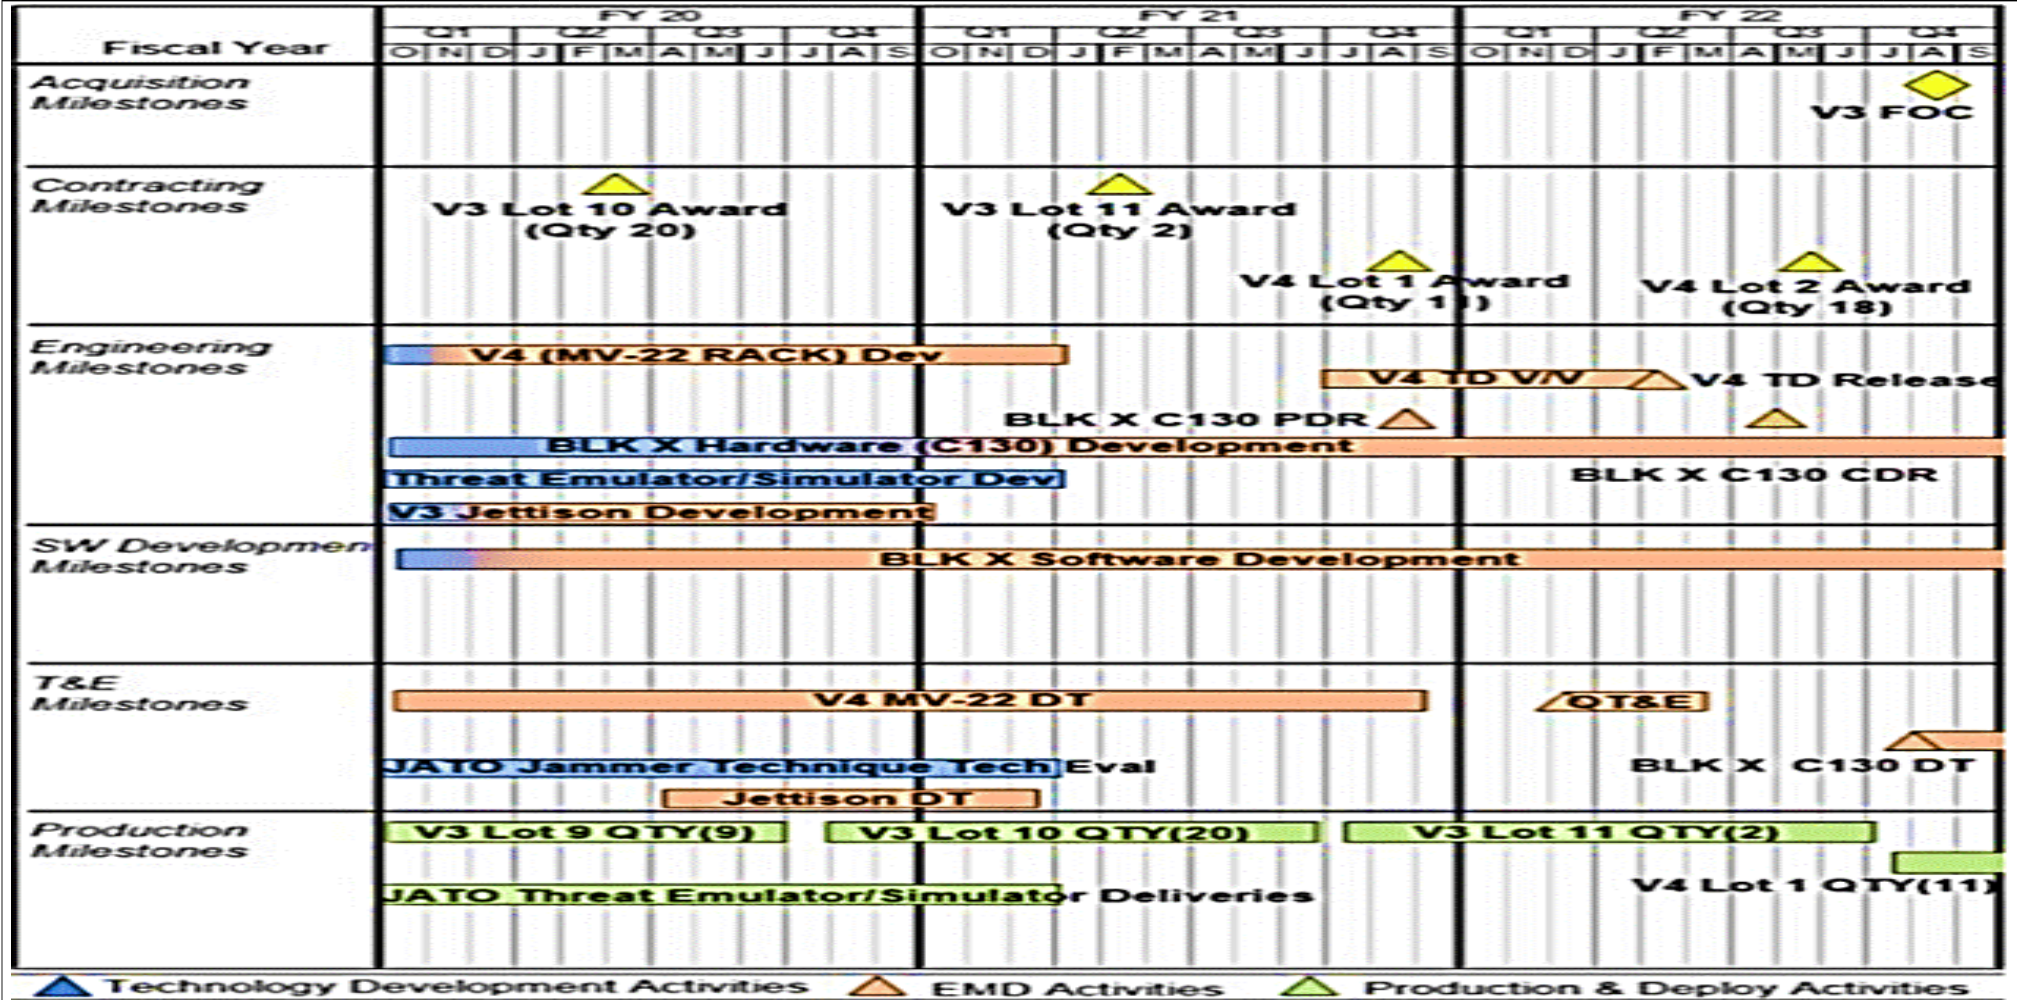 FY 20 FY 21 FY 22
Q1 Q2 Q3 Q4 Q1 Q2 Q3 Q4 Q1 Q2 Q3 Q4
Fiscal Year
O N D J F M A M J J A S O N D J F M A M J J A S O N D J F M A M J J A S
Acquisition
Milestones
V3 FOC
Contracting
Milestones
V3 Lot 10 Award
(Qty 20)
V3 Lot 11 Award
(Qty 2)
V4 Lot 1 Award
(Qty 11)
V4 Lot 2 Award
(Qty 18)
Engineering
Milestones
V4 (MV-22 RACK) Dev
V4 TD V/V
V4 TD Release
BLK X C130 PDR
BLK X Hardware (C130) Development
Threat Emulator/Simulator Dev
BLK X C130 CDR
V3 Jettison Development
SW Developmen
Milestones
BLK X Software Development
T&E
Milestones
V4 MV-22 DT
QT&E
JATO Jammer Technique Tech Eval
BLK X C130 DT
Jettison DT
Production
Milestones
V3 Lot 9 QTY(9)
V3 Lot 10 QTY(20)
V3 Lot 11 QTY(2)
V4 Lot 1 QTY(11)
JATO Threat Emulator/Simulator Deliveries
Technology Development Activities
EMD Activities
Production & Deploy Activities